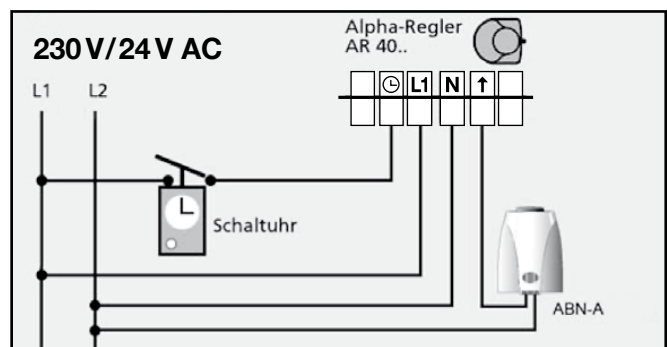 230 V/24 V AC
Alpha-Regler
AR 40..
L1 L2
L1 N ↑
Schaltuhr
ABN-A